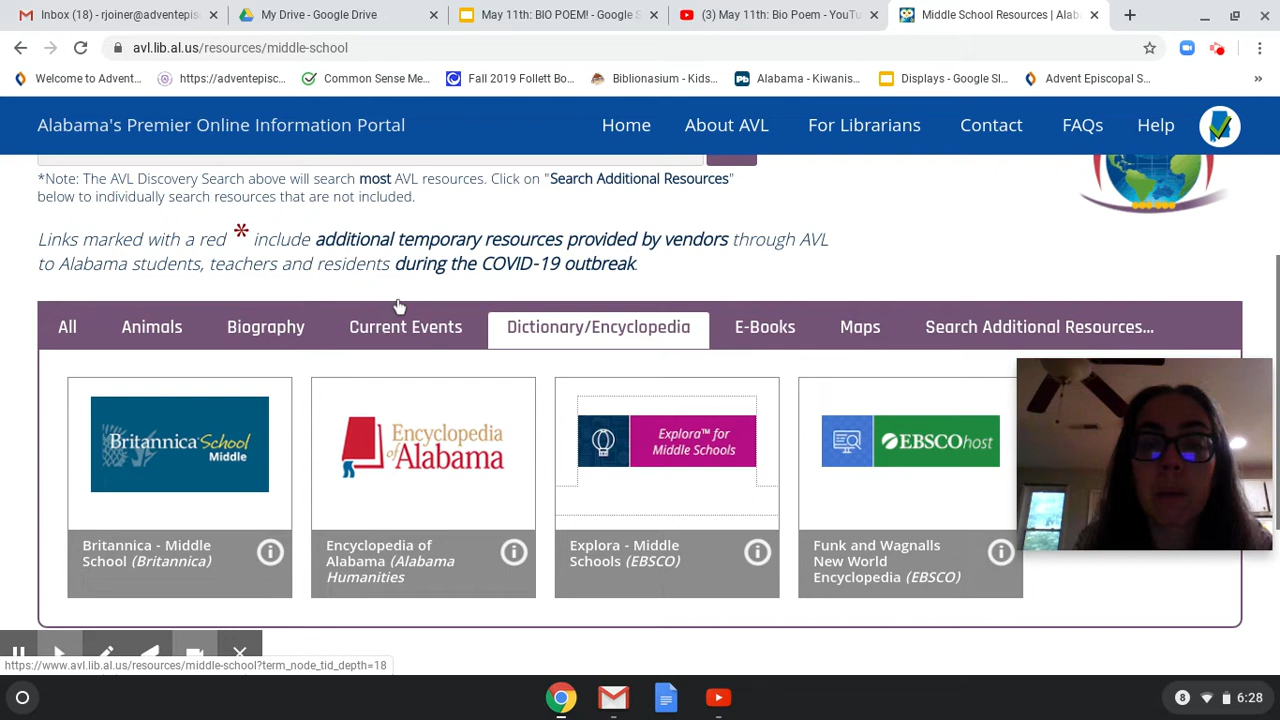 Inbox (18) - rjoiner@adventepis
My Drive - Google Drive
May 11th: BIO POEM! - Google S
(3) May 11th: Bio Poem - YouTu
Middle School Resources | Alab
avl.lib.al.us/resources/middle-school
Welcome to Advent...
https://adventepisc...
Common Sense Me...
Fall 2019 Follett Bo...
Biblionasium - Kids...
Pb
Alabama - Kiwanis...
Displays - Google Sl...
Advent Episcopal S...
»
Alabama's Premier Online Information Portal
Home
About AVL
For Librarians
Contact
FAQs
Help
*Note: The AVL Discovery Search above will search most AVL resources. Click on "Search Additional Resources"
below to individually search resources that are not included.
Links marked with a red * include additional temporary resources provided by vendors through AVL
to Alabama students, teachers and residents during the COVID-19 outbreak.
All
Animals
Biography
Current Events
Dictionary/Encyclopedia
E-Books
Maps
Search Additional Resources...
Britannica School
Middle
Encyclopedia
of Alabama
Explora™ for
Middle Schools
EBSCOhost
Britannica - Middle
School (Britannica)
Encyclopedia of
Alabama (Alabama
Humanities
Explora - Middle
Schools (EBSCO)
Funk and Wagnalls
New World
Encyclopedia (EBSCO)
https://www.avl.lib.al.us/resources/middle-school?term_node_tid_depth=18
8
6:28